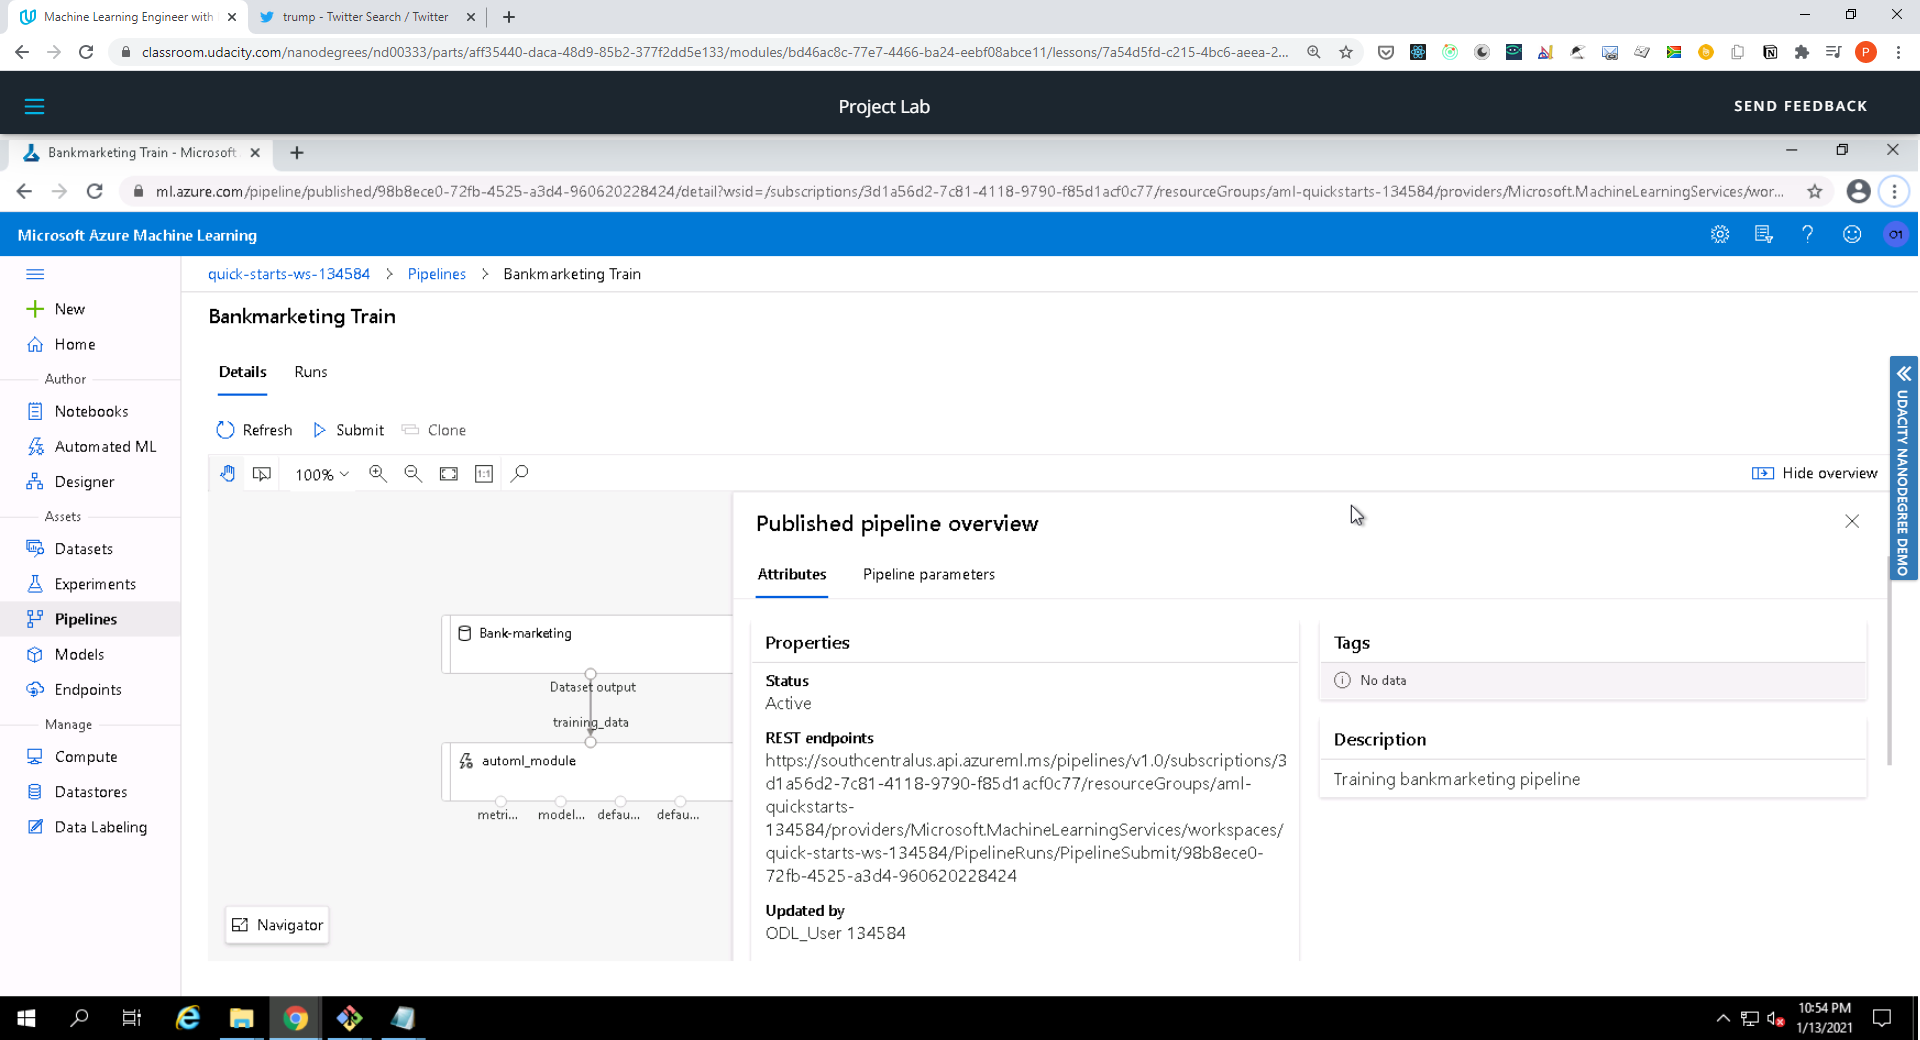 Machine Learning Engineer with
trump - Twitter Search / Twitter
classroom.udacity.com/nanodegrees/nd00333/parts/aff35440-daca-48d9-85b2-377f2dd5e133/modules/bd46ac8c-77e7-4466-ba24-eebf08abce11/lessons/7a54d5fd-c215-4bc6-aeea-2...
P
Project Lab
SEND FEEDBACK
Bankmarketing Train - Microsoft
ml.azure.com/pipeline/published/98b8ece0-72fb-4525-a3d4-960620228424/detail?wsid=/subscriptions/3d1a56d2-7c81-4118-9790-f85d1acf0c77/resourceGroups/aml-quickstarts-134584/providers/Microsoft.MachineLearningServices/wor...
Microsoft Azure Machine Learning
O1
quick-starts-ws-134584 > Pipelines > Bankmarketing Train
New
Home
Author
Notebooks
Automated ML
Designer
Assets
Datasets
Experiments
Pipelines
Models
Endpoints
Manage
Compute
Datastores
Data Labeling
Bankmarketing Train
Details
Runs
Refresh
Submit
Clone
100%
1:1
Hide overview
UDACITY NANODEGREE DEMO
Bank-marketing
Dataset output
training_data
automl_module
metri...
model...
defau...
defau...
Navigator
Published pipeline overview
Attributes
Pipeline parameters
Properties
Status
Active
REST endpoints
https://southcentralus.api.azureml.ms/pipelines/v1.0/subscriptions/3
d1a56d2-7c81-4118-9790-f85d1acf0c77/resourceGroups/aml-
quickstarts-
134584/providers/Microsoft.MachineLearningServices/workspaces/
quick-starts-ws-134584/PipelineRuns/PipelineSubmit/98b8ece0-
72fb-4525-a3d4-960620228424
Updated by
ODL_User 134584
Tags
No data
Description
Training bankmarketing pipeline
10:54 PM
1/13/2021